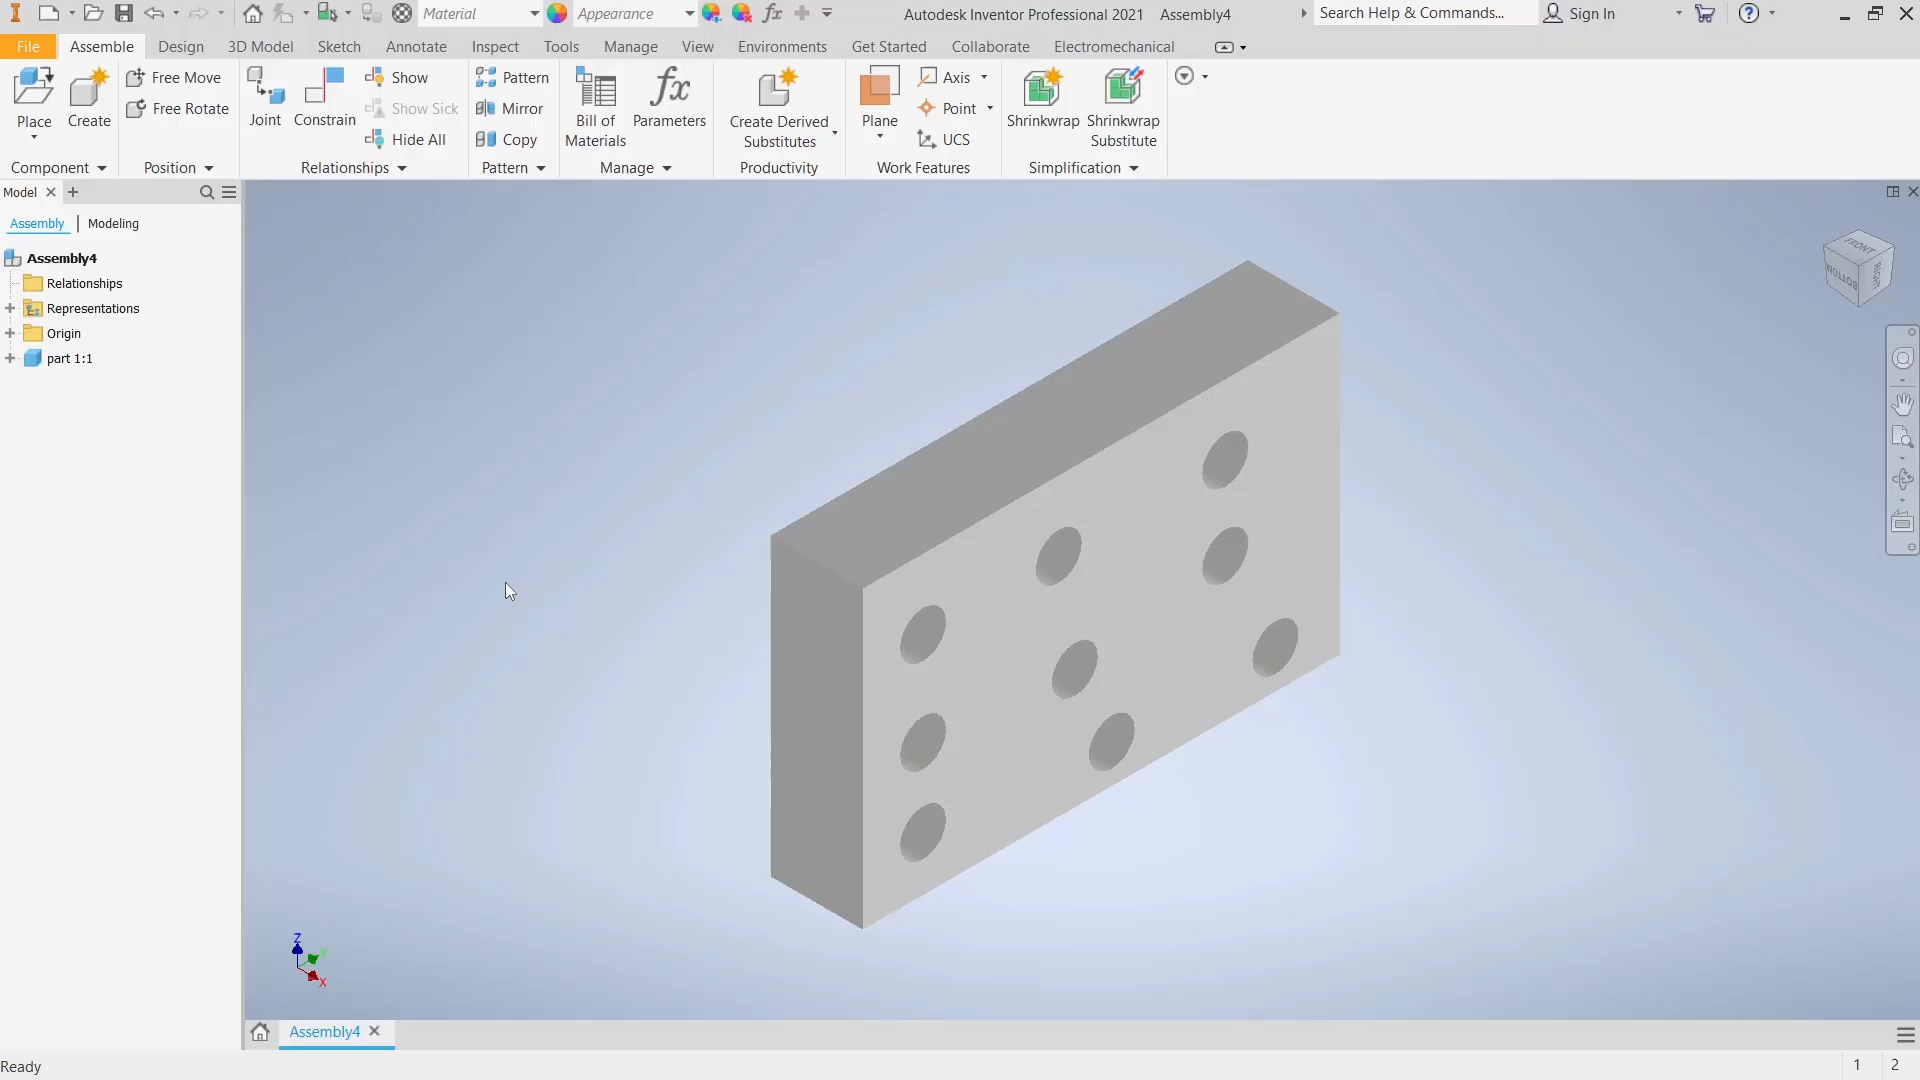 Material
Appearance
Autodesk Inventor Professional 2021 Assembly4
Search Help & Commands...
Sign In
File Assemble Design 3D Model Sketch Annotate Inspect Tools Manage View Environments Get Started Collaborate Electromechanical
Place
Create
Component
Free Move
Free Rotate
Position
Joint
Constrain
Show
Show Sick
Hide All
Relationships
Pattern
Mirror
Copy
Pattern
Bill of
Materials
Parameters
Manage
Create Derived
Substitutes
Productivity
Plane
Axis
Point
UCS
Work Features
Shrinkwrap
Shrinkwrap
Substitute
Simplification
Model
Assembly | Modeling
Assembly4
Relationships
Representations
Origin
part 1:1
FRONT
BOTTOM
RIGHT
Z
Y
X
Assembly4
Ready
1 2